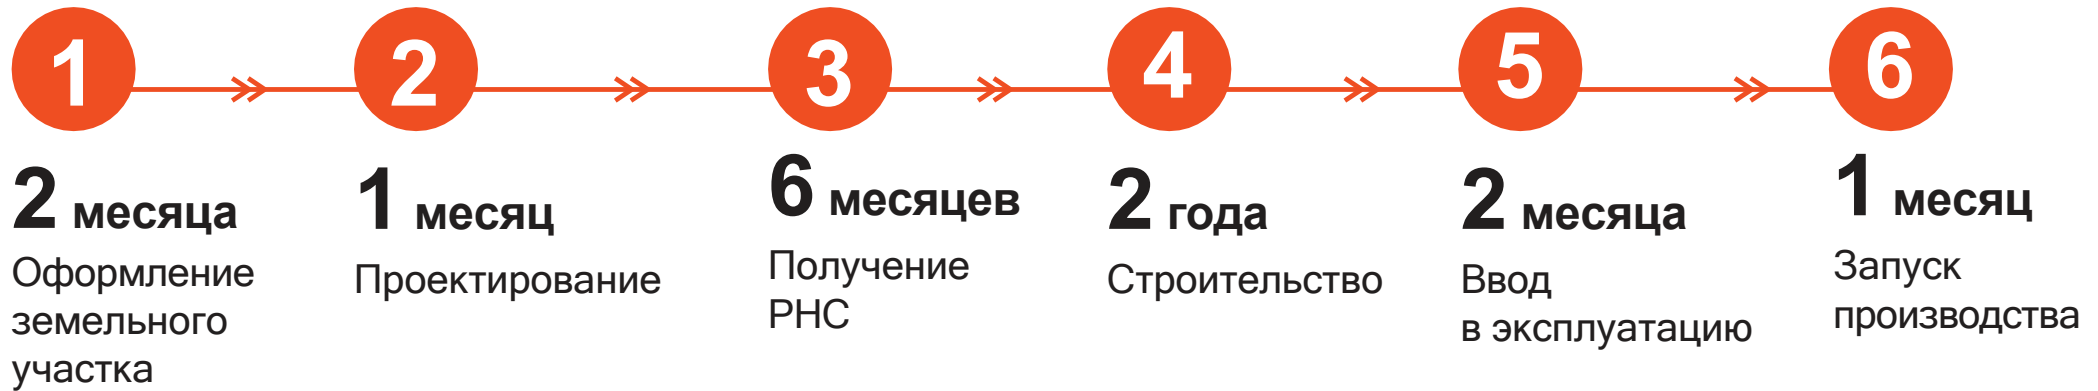 1
2
3
4
5
6
2 месяца
Оформление
земельного
участка
1 месяц
Проектирование
6 месяцев
Получение
РНС
2 года
Строительство
2 месяца
Ввод
в эксплуатацию
1 месяц
Запуск
производства